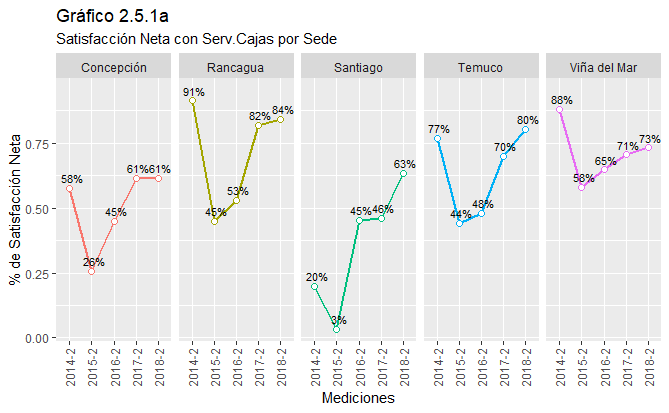 Gráfico 2.5.1a
Satisfacción Neta con Serv.Cajas por Sede
Concepción Rancagua Santiago Temuco Viña del Mar
% de Satisfacción Neta
0.75
0.50
0.25
0.00
58% 26% 45% 61% 61%
91% 45% 53% 82% 84%
20% 3% 45% 46% 63%
77% 44% 48% 70% 80%
88% 58% 65% 71% 73%
2014-2 2015-2 2016-2 2017-2 2018-2
2014-2 2015-2 2016-2 2017-2 2018-2
2014-2 2015-2 2016-2 2017-2 2018-2
2014-2 2015-2 2016-2 2017-2 2018-2
2014-2 2015-2 2016-2 2017-2 2018-2
Mediciones